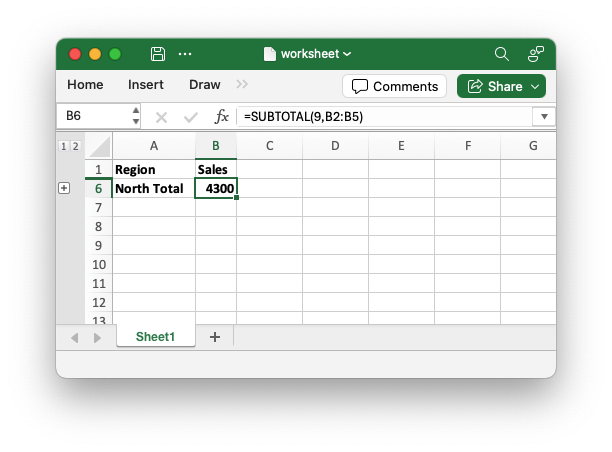 worksheet
Home Insert Draw Comments Share
B6 fx =SUBTOTAL(9,B2:B5)
1 2 A B C D E F G
1 Region Sales
6 North Total 4300
7
8
9
10
11
12
13
Sheet1